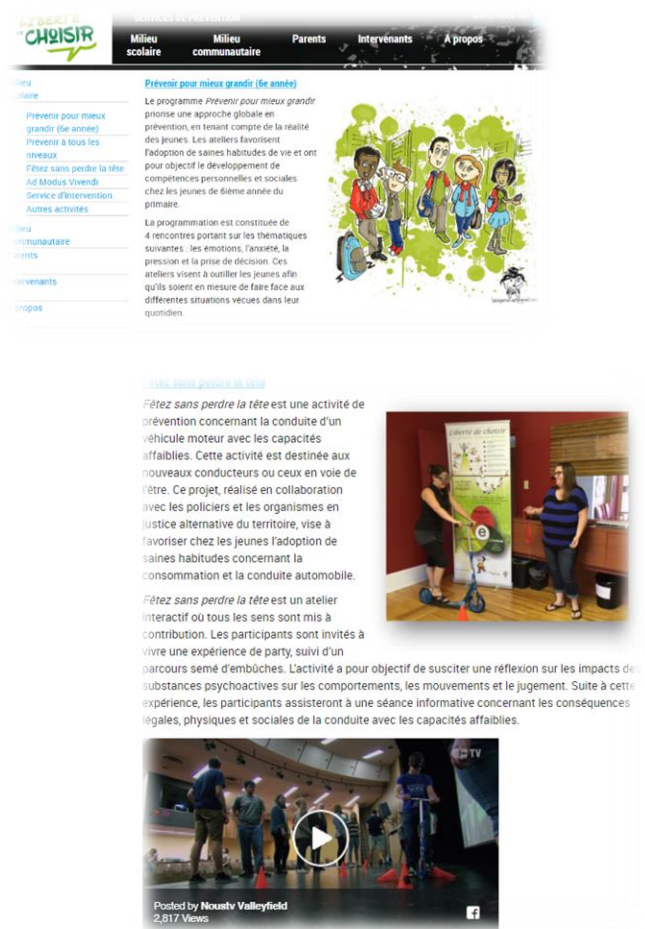 LIBERTÉ
DE CHOISIR
SERVICES DE PRÉVENTION
Milieu scolaire
Milieu communautaire
Parents
Intervenants
À propos
scolaire
Prévenir pour mieux
grandir (6e année)
Prévenir à tous les
niveaux
Fêtez sans perdre la tête
Ad Modus Vivendi
Service d'intervention
Autres activités
Prévenir pour mieux grandir (6e année)
Le programme Prévenir pour mieux grandir
priorise une approche globale en
prévention, en tenant compte de la réalité
des jeunes. Les ateliers favorisent
l'adoption de saines habitudes de vie et ont
pour objectif le développement de
compétences personnelles et sociales
chez les jeunes de 6ième année du
primaire.
La programmation est constituée de
4 rencontres portant sur les thématiques
suivantes : les émotions, l'anxiété, la
pression et la prise de décision. Ces
ateliers visent à outiller les jeunes afin
qu'ils soient en mesure de faire face aux
différentes situations vécues dans leur
quotidien.
Fêtez sans perdre la tête
Fêtez sans perdre la tête est une activité de
prévention concernant la conduite d'un
véhicule moteur avec les capacités
affaiblies. Cette activité est destinée aux
nouveaux conducteurs ou ceux en voie de
l'être. Ce projet, réalisé en collaboration
avec les policiers et les organismes en
justice alternative du territoire, vise à
favoriser chez les jeunes l'adoption de
saines habitudes concernant la
consommation et la conduite automobile.
Liberté de choisir
Fêtez sans perdre la tête est un atelier
interactif où tous les sens sont mis à
contribution. Les participants sont invités à
vivre une expérience de party, suivi d'un
parcours semé d'embûches. L'activité a pour objectif de susciter une réflexion sur les impacts des
substances psychoactives sur les comportements, les mouvements et le jugement. Suite à cette
expérience, les participants assisteront à une séance informative concernant les conséquences
légales, physiques et sociales de la conduite avec les capacités affaiblies.
TV
Posted by Noustv Valleyfield
2,817 Views